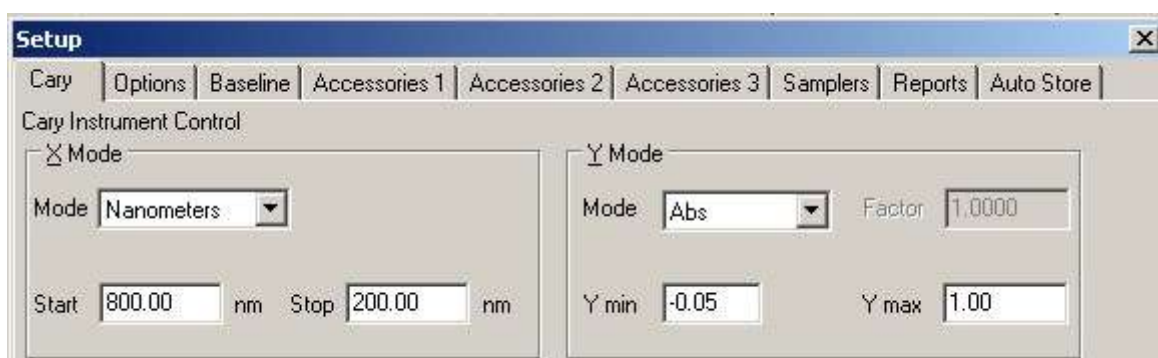 Setup
Cary Options Baseline Accessories 1 Accessories 2 Accessories 3 Samplers Reports Auto Store
Cary Instrument Control
X Mode Y Mode
Mode Nanometers Mode Abs Factor 1.0000
Start 800.00 nm Stop 200.00 nm Y min -0.05 Y max 1.00